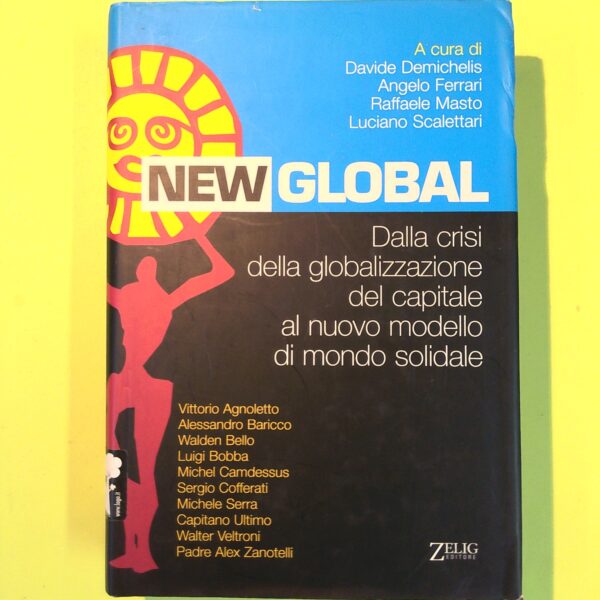 A cura di
Davide Demichelis
Angelo Ferrari
Raffaele Masto
Luciano Scalettari
NEW GLOBAL
Dalla crisi
della globalizzazione
del capitale
al nuovo modello
di mondo solidale
Vittorio Agnoletto
Alessandro Baricco
Walden Bello
Luigi Bobba
Michel Camdessus
Sergio Cofferati
Michele Serra
Capitano Ultimo
Walter Veltroni
Padre Alex Zanotelli
ZELIG
EDITORE